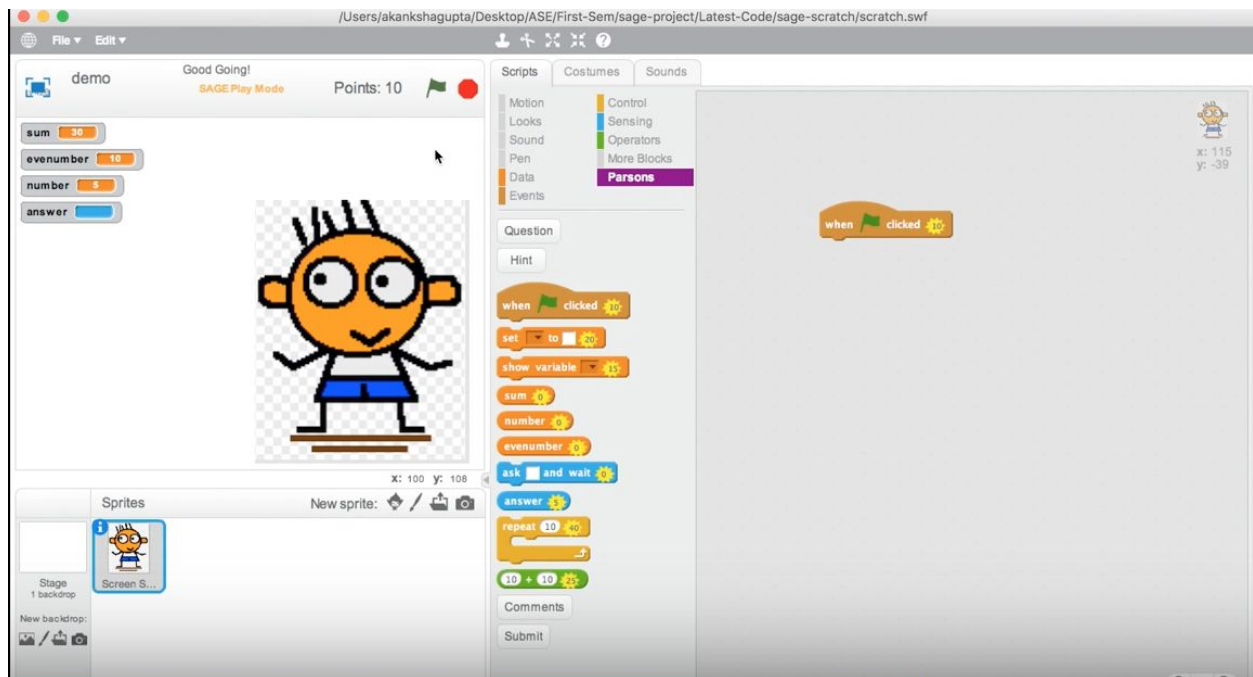 /Users/akankshagupta/Desktop/ASE/First-Sem/sage-project/Latest-Code/sage-scratch/scratch.swf
File ▾ Edit ▾
demo
Good Going!
SAGE Play Mode
Points: 10
sum 30
evenumber 10
number 5
answer
x: 100 y: 108
Sprites
New sprite:
Stage
1 backdrop
New backdrop:
Screen S...
Scripts Costumes Sounds
Motion Control
Looks Sensing
Sound Operators
Pen More Blocks
Data Parsons
Events
Question
Hint
when clicked 10
set to 20
show variable 15
sum 0
number 0
evenumber 0
ask and wait 0
answer 5
repeat 10 40
10 + 10 25
Comments
Submit
when clicked 10
x: 115
y: -39